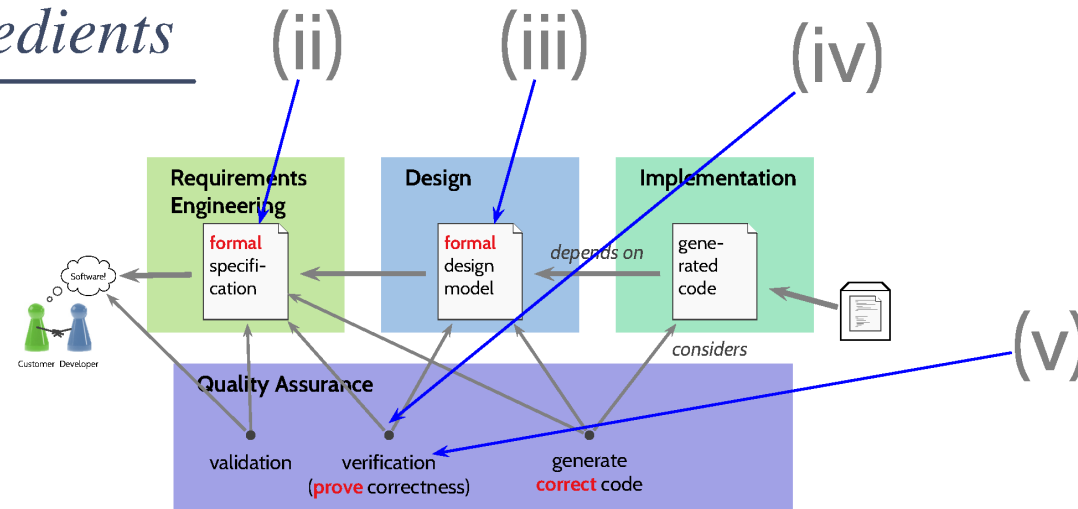 edients
(ii)
(iii)
(iv)
Requirements
Engineering
Design
Implementation
formal
specifi-
cation
formal
design
model
depends on
gene-
rated
code
Software!
Customer Developer
considers
(v)
Quality Assurance
validation
verification
(prove correctness)
generate
correct code